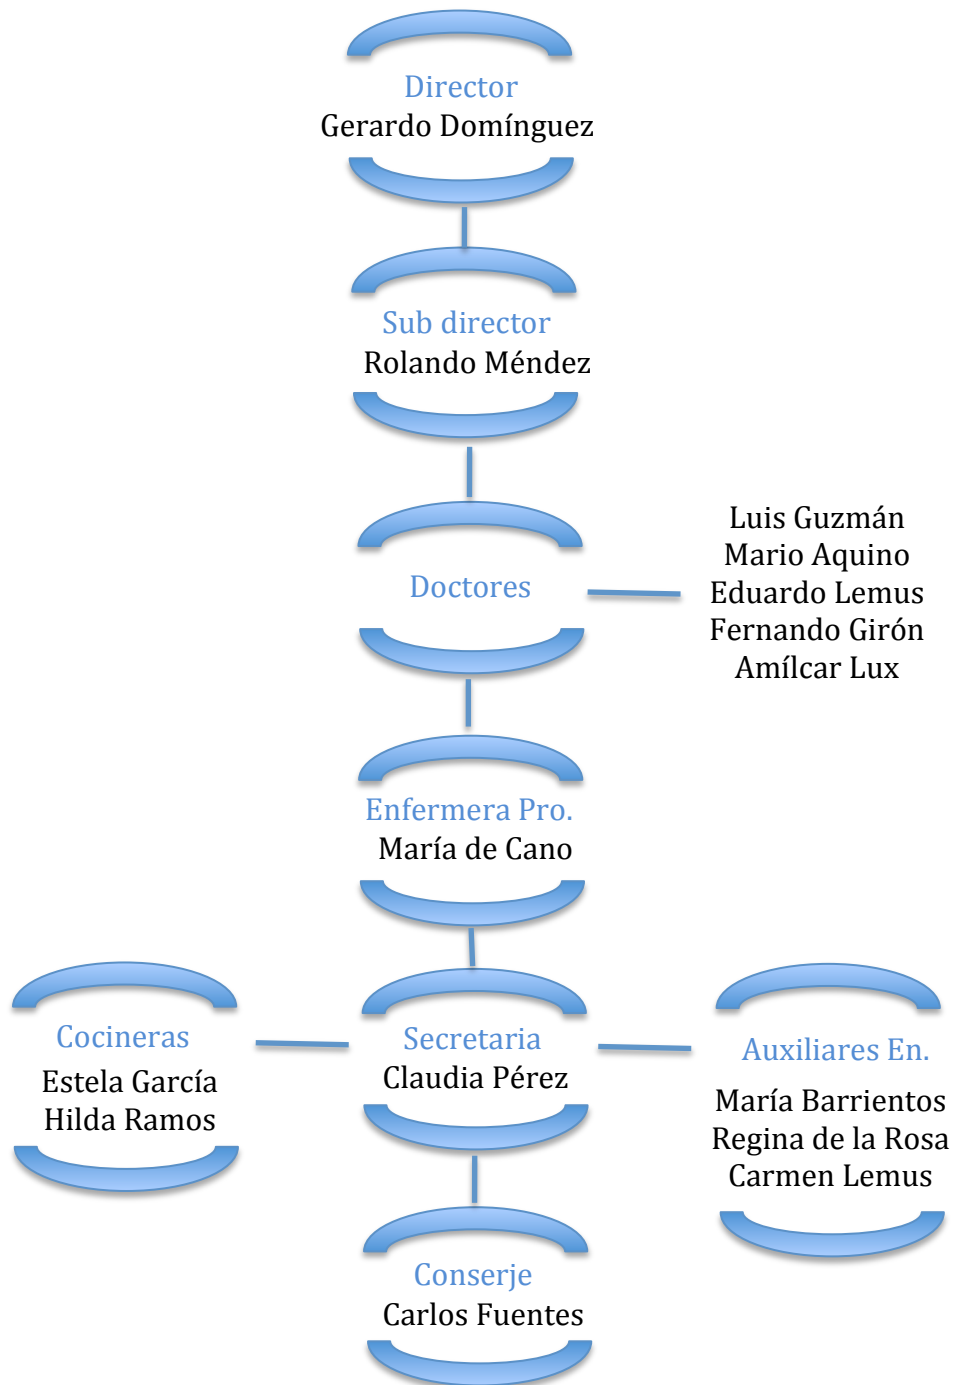 Director
Gerardo Domínguez
Sub director
Rolando Méndez
Doctores
Luis Guzmán
Mario Aquino
Eduardo Lemus
Fernando Girón
Amílcar Lux
Enfermera Pro.
María de Cano
Cocineras
Estela García
Hilda Ramos
Secretaria
Claudia Pérez
Auxiliares En.
María Barrientos
Regina de la Rosa
Carmen Lemus
Conserje
Carlos Fuentes